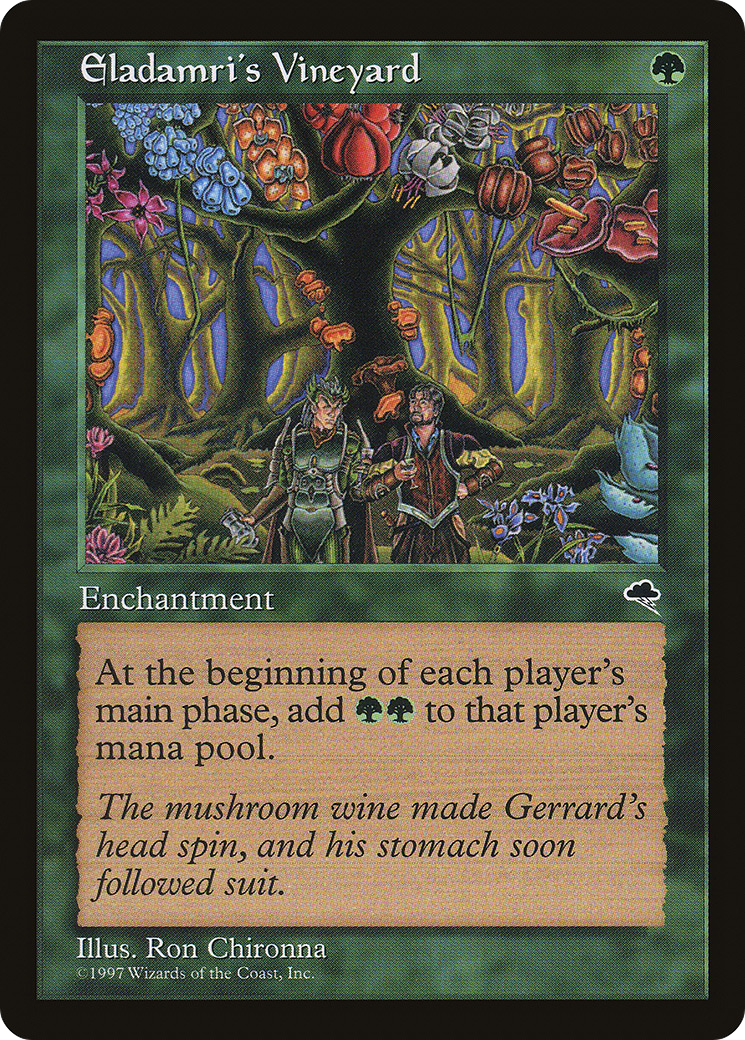 Eladamri's Vineyard
Enchantment
At the beginning of each player's
main phase, add to that player's
mana pool.
The mushroom wine made Gerrard's
head spin, and his stomach soon
followed suit.
Illus. Ron Chironna
©1997 Wizards of the Coast, Inc.